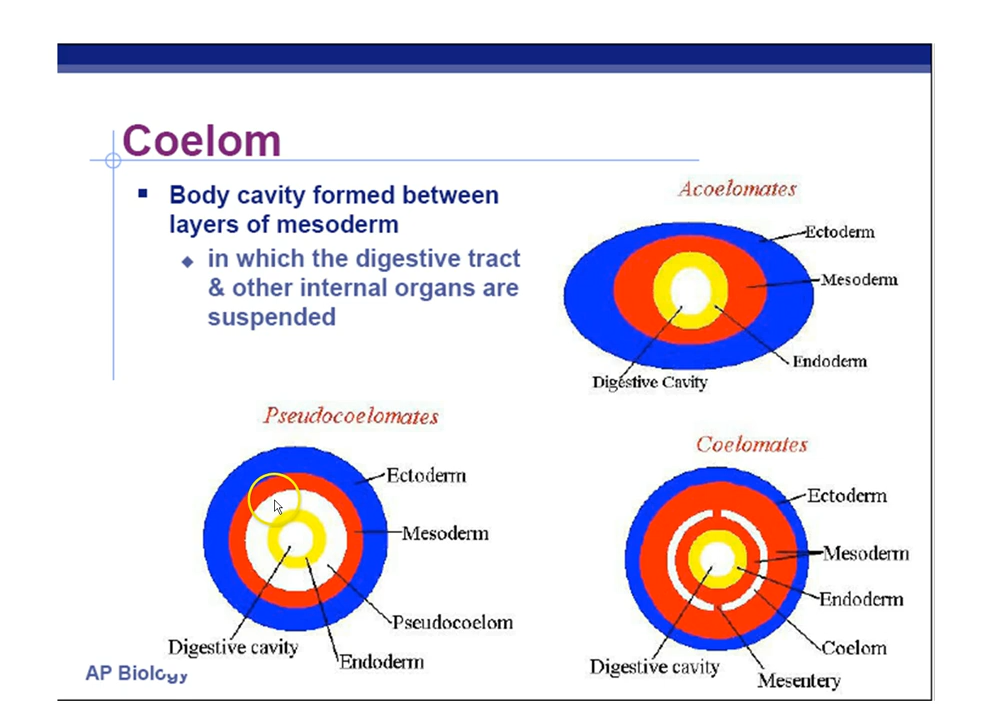 Coelom
Body cavity formed between
layers of mesoderm
in which the digestive tract
& other internal organs are
suspended
Acoelomates
Ectoderm
Mesoderm
Endoderm
Digestive Cavity
Pseudocoelomates
Ectoderm
Mesoderm
Pseudocoelom
Digestive cavity
Endoderm
Coelomates
Ectoderm
Mesoderm
Endoderm
Coelom
Digestive cavity
Mesentery
AP Biology